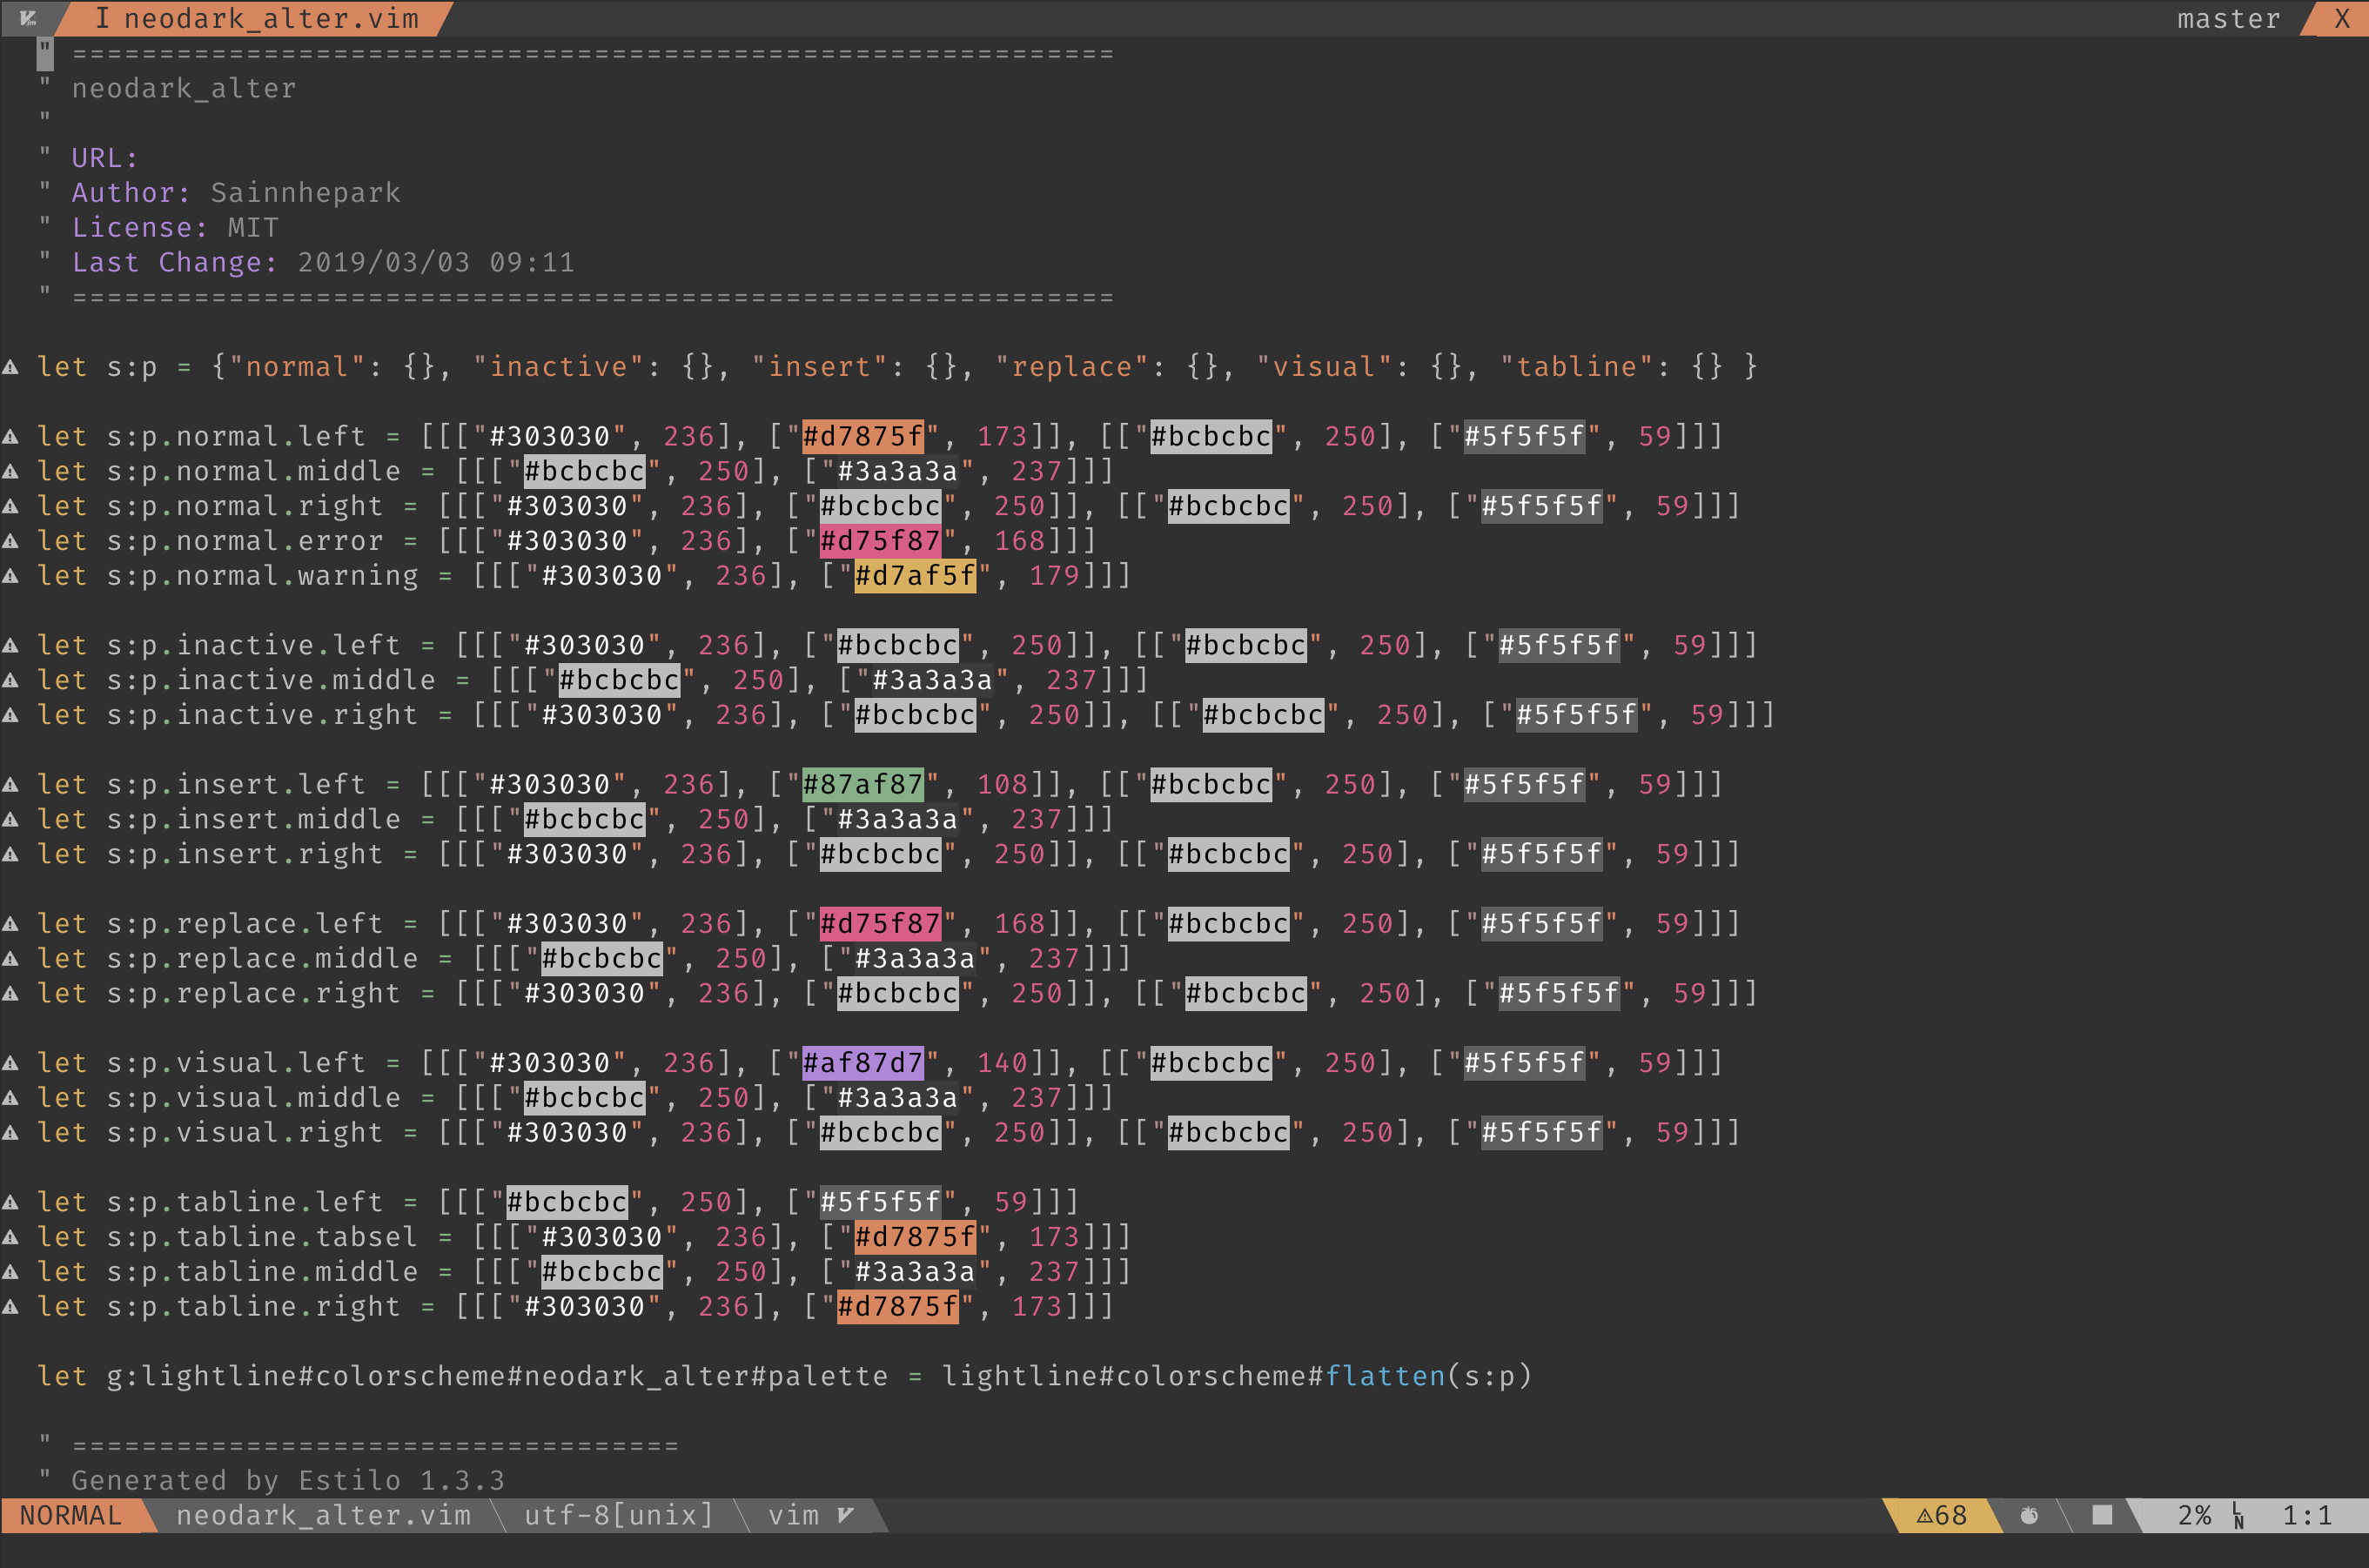 I neodark_alter.vim master X
" ============================================================
" neodark_alter
"
" URL:
" Author: Sainnhepark
" License: MIT
" Last Change: 2019/03/03 09:11
" ============================================================
let s:p = {"normal": {}, "inactive": {}, "insert": {}, "replace": {}, "visual": {}, "tabline": {} }
let s:p.normal.left = [[["#303030", 236], ["#d7875f", 173]], [["#bcbcbc", 250], ["#5f5f5f", 59]]]
let s:p.normal.middle = [[["#bcbcbc", 250], ["#3a3a3a", 237]]]
let s:p.normal.right = [[["#303030", 236], ["#bcbcbc", 250]], [["#bcbcbc", 250], ["#5f5f5f", 59]]]
let s:p.normal.error = [[["#303030", 236], ["#d75f87", 168]]]
let s:p.normal.warning = [[["#303030", 236], ["#d7af5f", 179]]]
let s:p.inactive.left = [[["#303030", 236], ["#bcbcbc", 250]], [["#bcbcbc", 250], ["#5f5f5f", 59]]]
let s:p.inactive.middle = [[["#bcbcbc", 250], ["#3a3a3a", 237]]]
let s:p.inactive.right = [[["#303030", 236], ["#bcbcbc", 250]], [["#bcbcbc", 250], ["#5f5f5f", 59]]]
let s:p.insert.left = [[["#303030", 236], ["#87af87", 108]], [["#bcbcbc", 250], ["#5f5f5f", 59]]]
let s:p.insert.middle = [[["#bcbcbc", 250], ["#3a3a3a", 237]]]
let s:p.insert.right = [[["#303030", 236], ["#bcbcbc", 250]], [["#bcbcbc", 250], ["#5f5f5f", 59]]]
let s:p.replace.left = [[["#303030", 236], ["#d75f87", 168]], [["#bcbcbc", 250], ["#5f5f5f", 59]]]
let s:p.replace.middle = [[["#bcbcbc", 250], ["#3a3a3a", 237]]]
let s:p.replace.right = [[["#303030", 236], ["#bcbcbc", 250]], [["#bcbcbc", 250], ["#5f5f5f", 59]]]
let s:p.visual.left = [[["#303030", 236], ["#af87d7", 140]], [["#bcbcbc", 250], ["#5f5f5f", 59]]]
let s:p.visual.middle = [[["#bcbcbc", 250], ["#3a3a3a", 237]]]
let s:p.visual.right = [[["#303030", 236], ["#bcbcbc", 250]], [["#bcbcbc", 250], ["#5f5f5f", 59]]]
let s:p.tabline.left = [[["#bcbcbc", 250], ["#5f5f5f", 59]]]
let s:p.tabline.tabsel = [[["#303030", 236], ["#d7875f", 173]]]
let s:p.tabline.middle = [[["#bcbcbc", 250], ["#3a3a3a", 237]]]
let s:p.tabline.right = [[["#303030", 236], ["#d7875f", 173]]]
let g:lightline#colorscheme#neodark_alter#palette = lightline#colorscheme#flatten(s:p)
" ===================================
" Generated by Estilo 1.3.3
NORMAL neodark_alter.vim utf-8[unix] vim ⚠68 2% LN 1:1